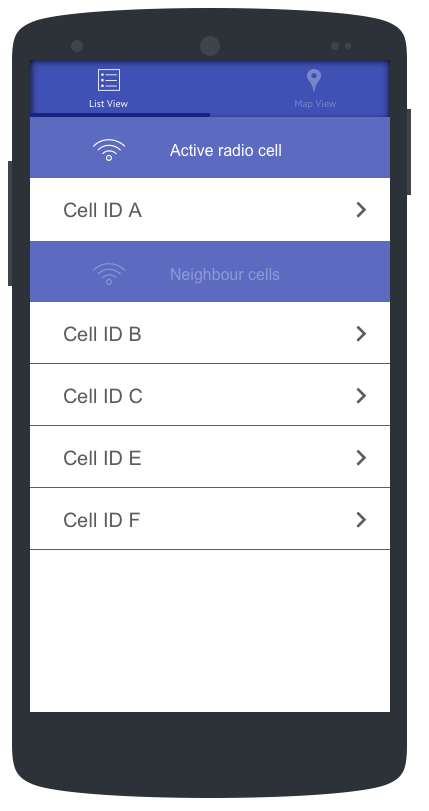 List View
Map View
Active radio cell
Cell ID A
Neighbour cells
Cell ID B
Cell ID C
Cell ID E
Cell ID F